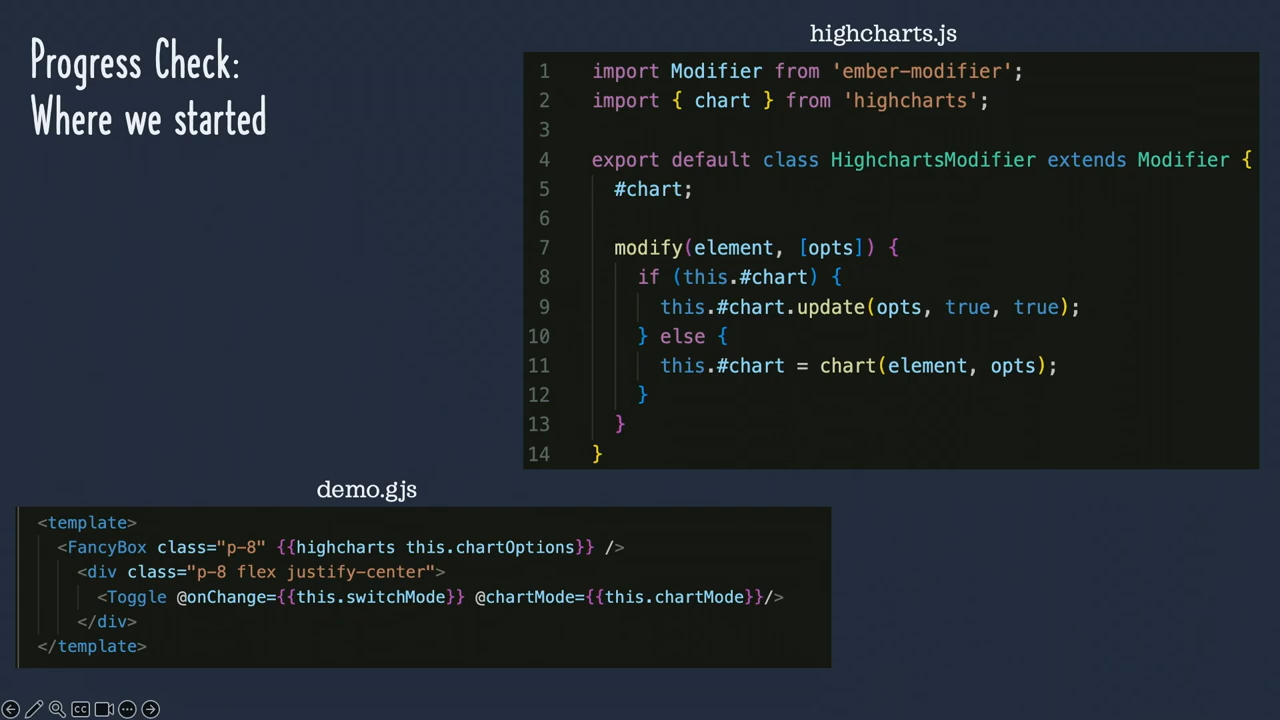 Progress Check:
Where we started
highcharts.js
1 import Modifier from 'ember-modifier';
2 import { chart } from 'highcharts';
3
4 export default class HighchartsModifier extends Modifier {
5 #chart;
6
7 modify(element, [opts]) {
8 if (this.#chart) {
9 this.#chart.update(opts, true, true);
10 } else {
11 this.#chart = chart(element, opts);
12 }
13 }
14 }
demo.gjs
<template>
<FancyBox class="p-8" {{highcharts this.chartOptions}} />
<div class="p-8 flex justify-center">
<Toggle @onChange={{this.switchMode}} @chartMode={{this.chartMode}}/>
</div>
</template>
CC